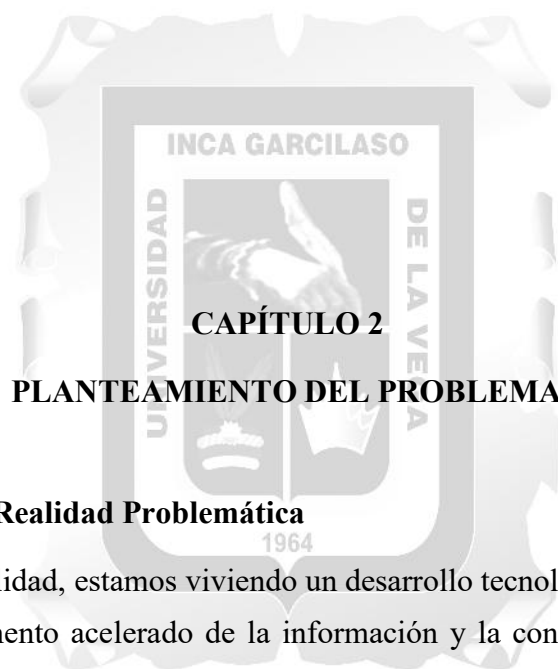 INCA GARCILASO
UNIVERSIDAD
DE LA VEGA
CAPÍTULO 2
PLANTEAMIENTO DEL PROBLEMA
Realidad Problemática
1964
lidad, estamos viviendo un desarrollo tecnol
ento acelerado de la información y la con